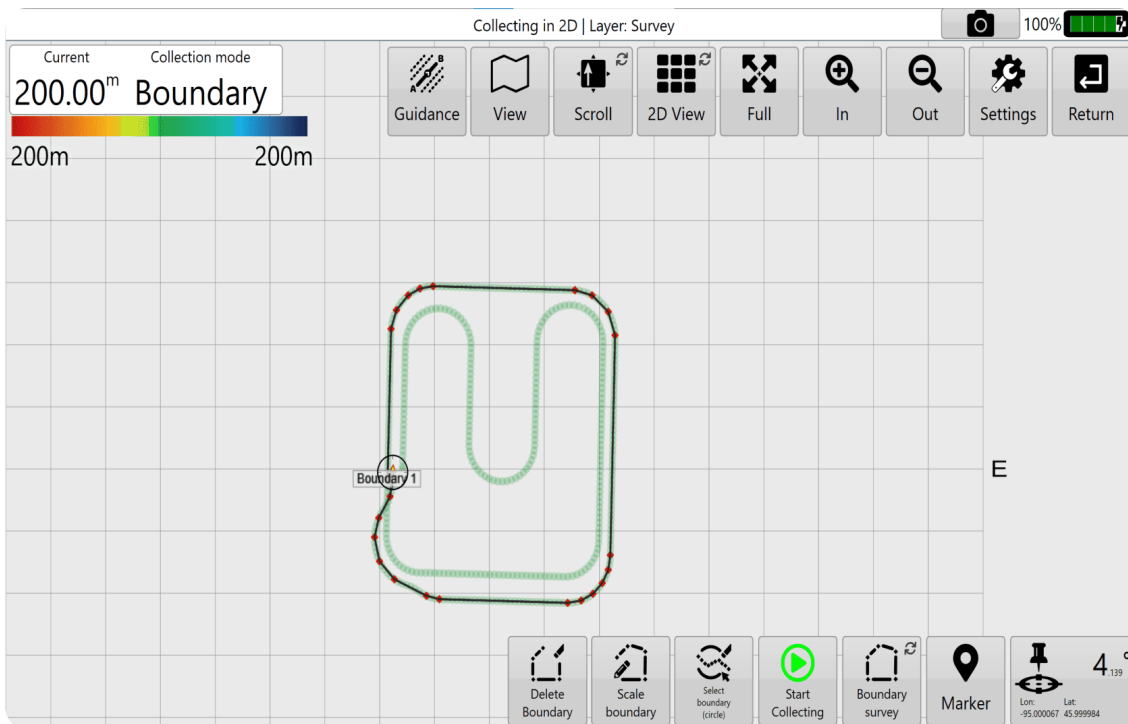 Collecting in 2D | Layer: Survey
100%
Current
Collection mode
200.00m
Boundary
200m
200m
Guidance
View
Scroll
2D View
Full
In
Out
Settings
Return
A
B
E
Boundary 1
Delete
Boundary
Scale
boundary
Select
boundary
(circle)
Start
Collecting
Boundary
survey
Marker
4.139°
Lon:
-95.000067
Lat:
45.999984